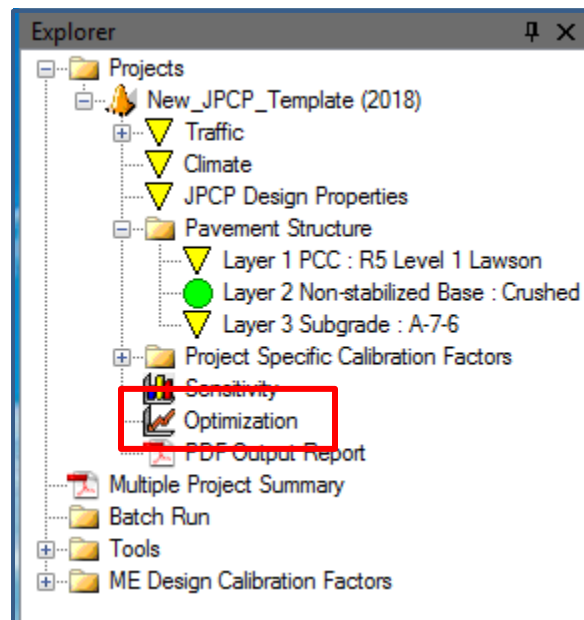 Explorer
Projects
New_JPCP_Template (2018)
Traffic
Climate
JPCP Design Properties
Pavement Structure
Layer 1 PCC : R5 Level 1 Lawson
Layer 2 Non-stabilized Base : Crushed
Layer 3 Subgrade : A-7-6
Project Specific Calibration Factors
Sensitivity
Optimization
PDF Output Report
Multiple Project Summary
Batch Run
Tools
ME Design Calibration Factors